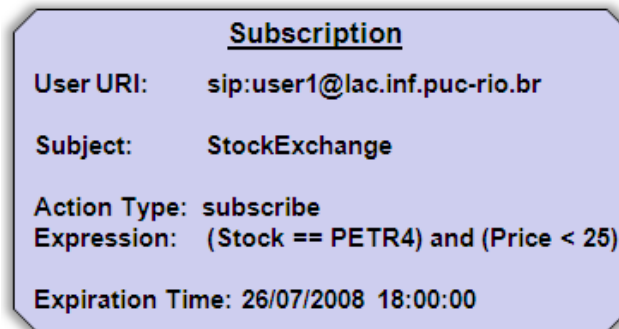 Subscription
User URI: sip:user1@lac.inf.puc-rio.br
Subject: StockExchange
Action Type: subscribe
Expression: (Stock == PETR4) and (Price < 25)
Expiration Time: 26/07/2008 18:00:00